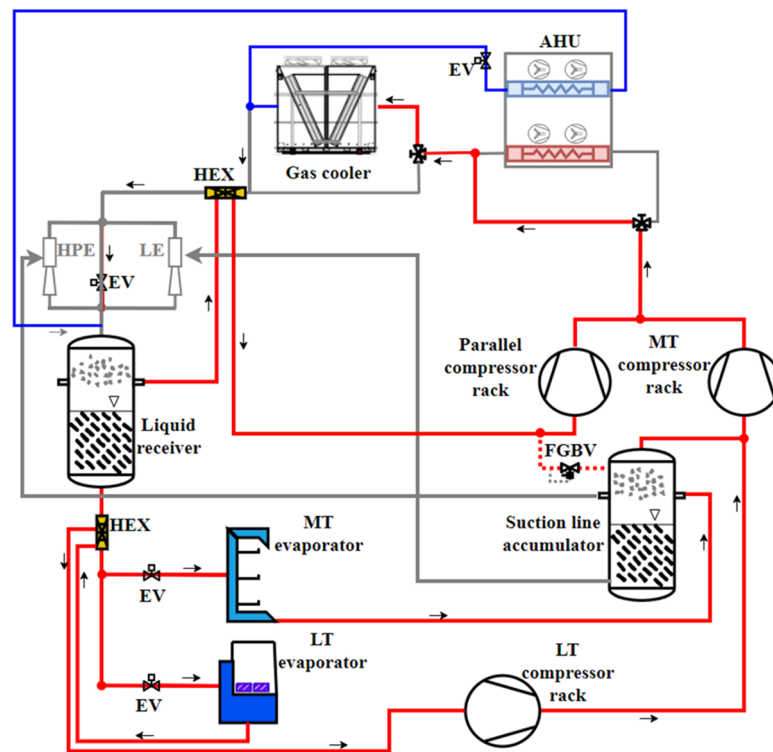 AHU
EV
Gas cooler
HEX
HPE
LE
EV
Parallel
compressor
rack
MT
compressor
rack
Liquid
receiver
FGBV
HEX
MT
evaporator
Suction line
accumulator
EV
LT
evaporator
LT
compressor
rack
EV